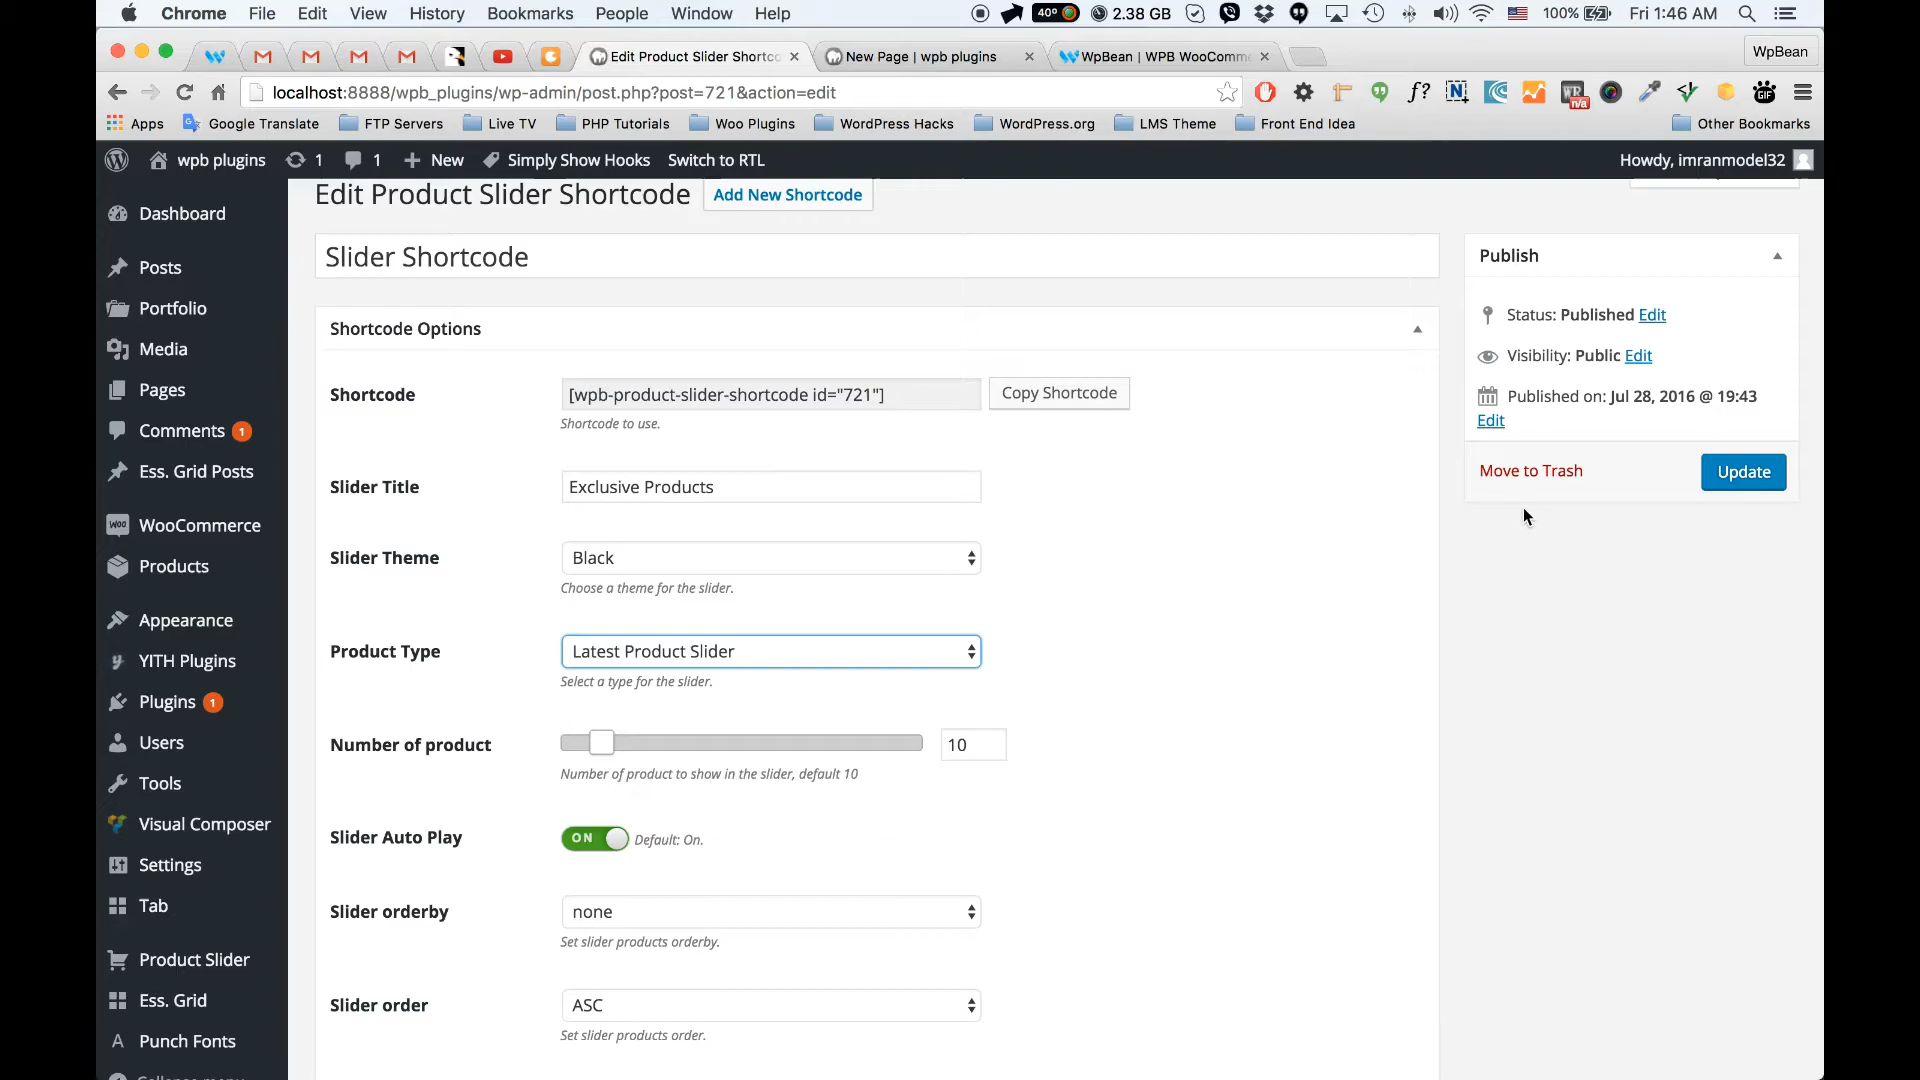 Chrome File Edit View History Bookmarks People Window Help 40° 2.38 GB 100% Fri 1:46 AM
Edit Product Slider Shortco New Page | wpb plugins WpBean | WPB WooComm WpBean
localhost:8888/wpb_plugins/wp-admin/post.php?post=721&action=edit f? N n/a GIF
Apps Google Translate FTP Servers Live TV PHP Tutorials Woo Plugins WordPress Hacks WordPress.org LMS Theme Front End Idea Other Bookmarks
wpb plugins 1 1 New Simply Show Hooks Switch to RTL Howdy, imranmodel32
Dashboard
Posts
Portfolio
Media
Pages
Comments 1
Ess. Grid Posts
WooCommerce
Products
Appearance
YITH Plugins
Plugins 1
Users
Tools
Visual Composer
Settings
Tab
Product Slider
Ess. Grid
Punch Fonts
Edit Product Slider Shortcode Add New Shortcode
Slider Shortcode
Shortcode Options
Shortcode [wpb-product-slider-shortcode id="721"] Copy Shortcode
Shortcode to use.
Slider Title Exclusive Products
Slider Theme Black
Choose a theme for the slider.
Product Type Latest Product Slider
Select a type for the slider.
Number of product 10
Number of product to show in the slider, default 10
Slider Auto Play ON Default: On.
Slider orderby none
Set slider products orderby.
Slider order ASC
Set slider products order.
Publish
Status: Published Edit
Visibility: Public Edit
Published on: Jul 28, 2016 @ 19:43
Edit
Move to Trash Update